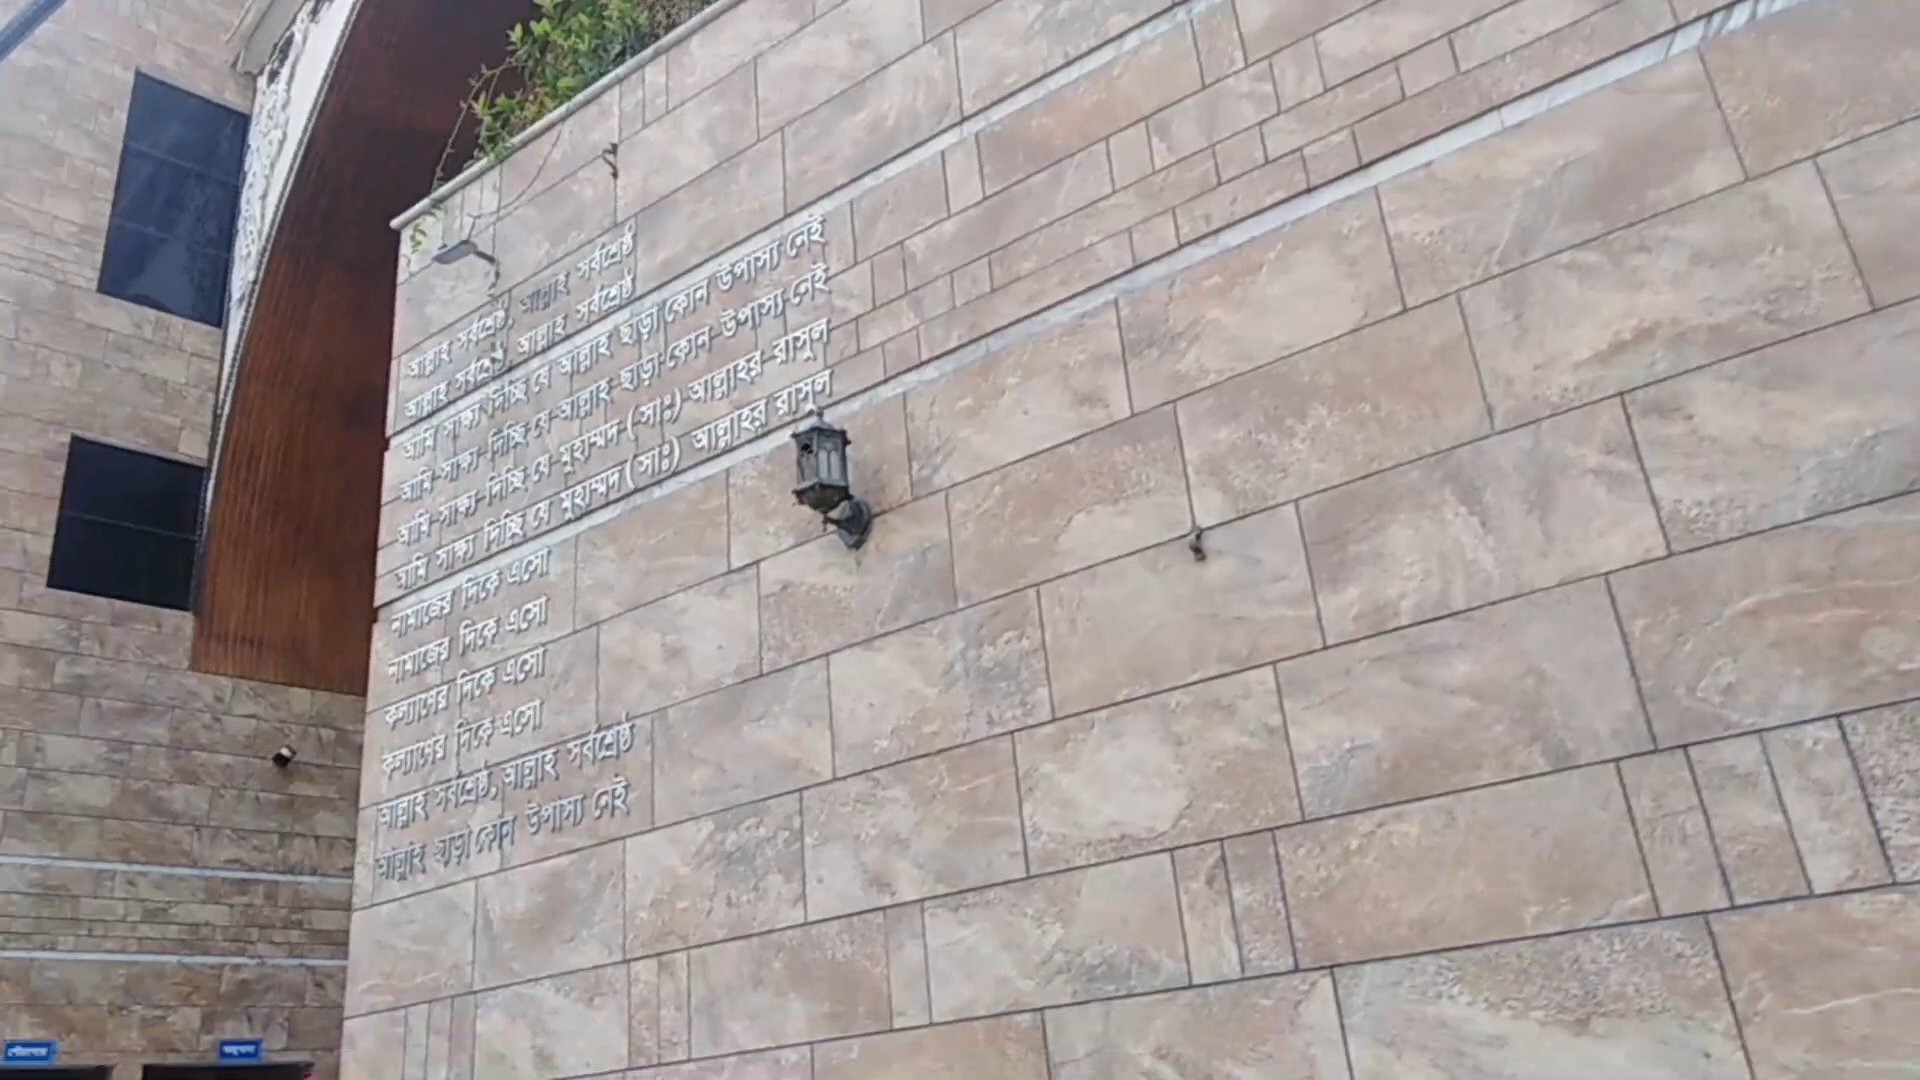 আল্লাহ সর্বশ্রেষ্ঠ, আল্লাহ সর্বশ্রেষ্ঠ
আল্লাহ সর্বশ্রেষ্ঠ, আল্লাহ সর্বশ্রেষ্ঠ
আমি সাক্ষ্য দিচ্ছি যে আল্লাহ ছাড়া কোন উপাস্য নেই
আমি সাক্ষ্য দিচ্ছি যে আল্লাহ ছাড়া কোন উপাস্য নেই
আমি সাক্ষ্য দিচ্ছি যে মুহাম্মদ (সাঃ) আল্লাহর রাসুল
আমি সাক্ষ্য দিচ্ছি যে মুহাম্মদ (সাঃ) আল্লাহর রাসুল
নামাজের দিকে এসো
নামাজের দিকে এসো
কল্যাণের দিকে এসো
কল্যাণের দিকে এসো
আল্লাহ সর্বশ্রেষ্ঠ, আল্লাহ সর্বশ্রেষ্ঠ
আল্লাহ ছাড়া কোন উপাস্য নেই